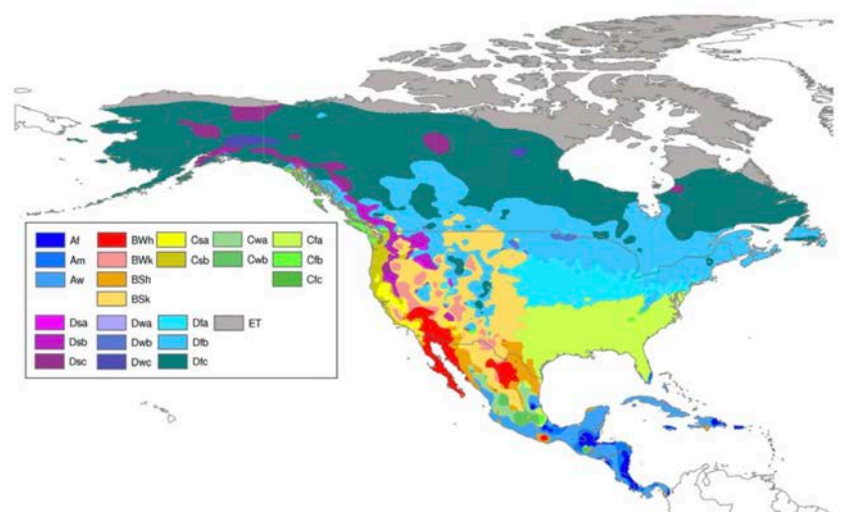 Af BWh Csa Cwa Cfa
Am BWk Csb Cwb Cfb
Aw BSh Cfc
BSk
Dsa Dwa Dfa ET
Dsb Dwb Dfb
Dsc Dwc Dfc